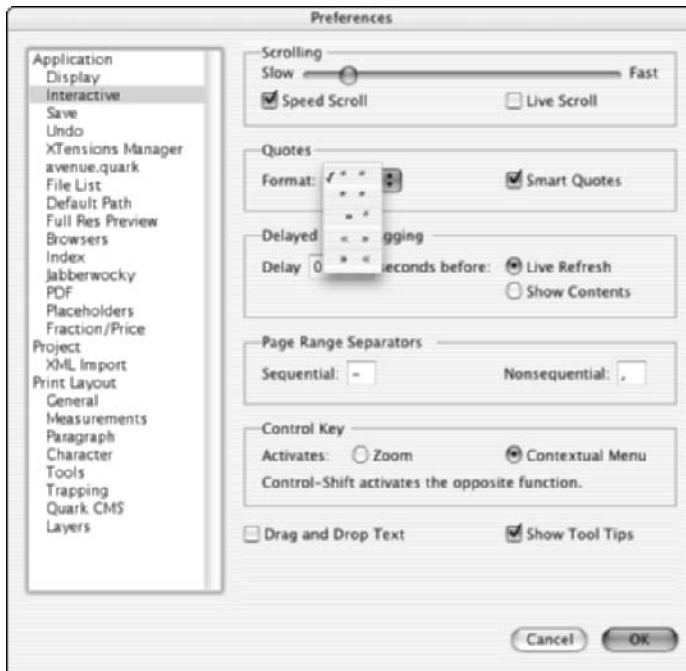 Preferences
Application
Display
Interactive
Save
Undo
XTensions Manager
avenue.quark
File List
Default Path
Full Res Preview
Browsers
Index
Jabberwocky
PDF
Placeholders
Fraction/Price
Project
XML Import
Print Layout
General
Measurements
Paragraph
Character
Tools
Trapping
Quark CMS
Layers
Scrolling
Slow Fast
Speed Scroll Live Scroll
Quotes
Format: Smart Quotes
« »
» «
Delayed gging
Delay 0 econds before: Live Refresh
Show Contents
Page Range Separators
Sequential: – Nonsequential: ,
Control Key
Activates: Zoom Contextual Menu
Control-Shift activates the opposite function.
Drag and Drop Text Show Tool Tips
Cancel OK